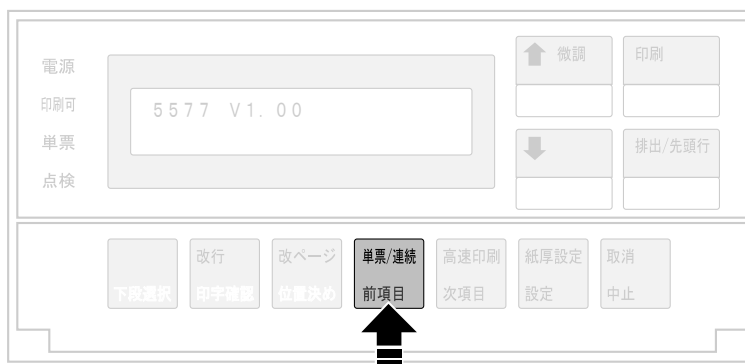 電源
印刷可
単票
点検
5577 V1.00
微調
印刷
排出/先頭行
下段選択
改行
印字確認
改ページ
位置決め
単票/連続
前項目
高速印刷
次項目
紙厚設定
設定
取消
中止